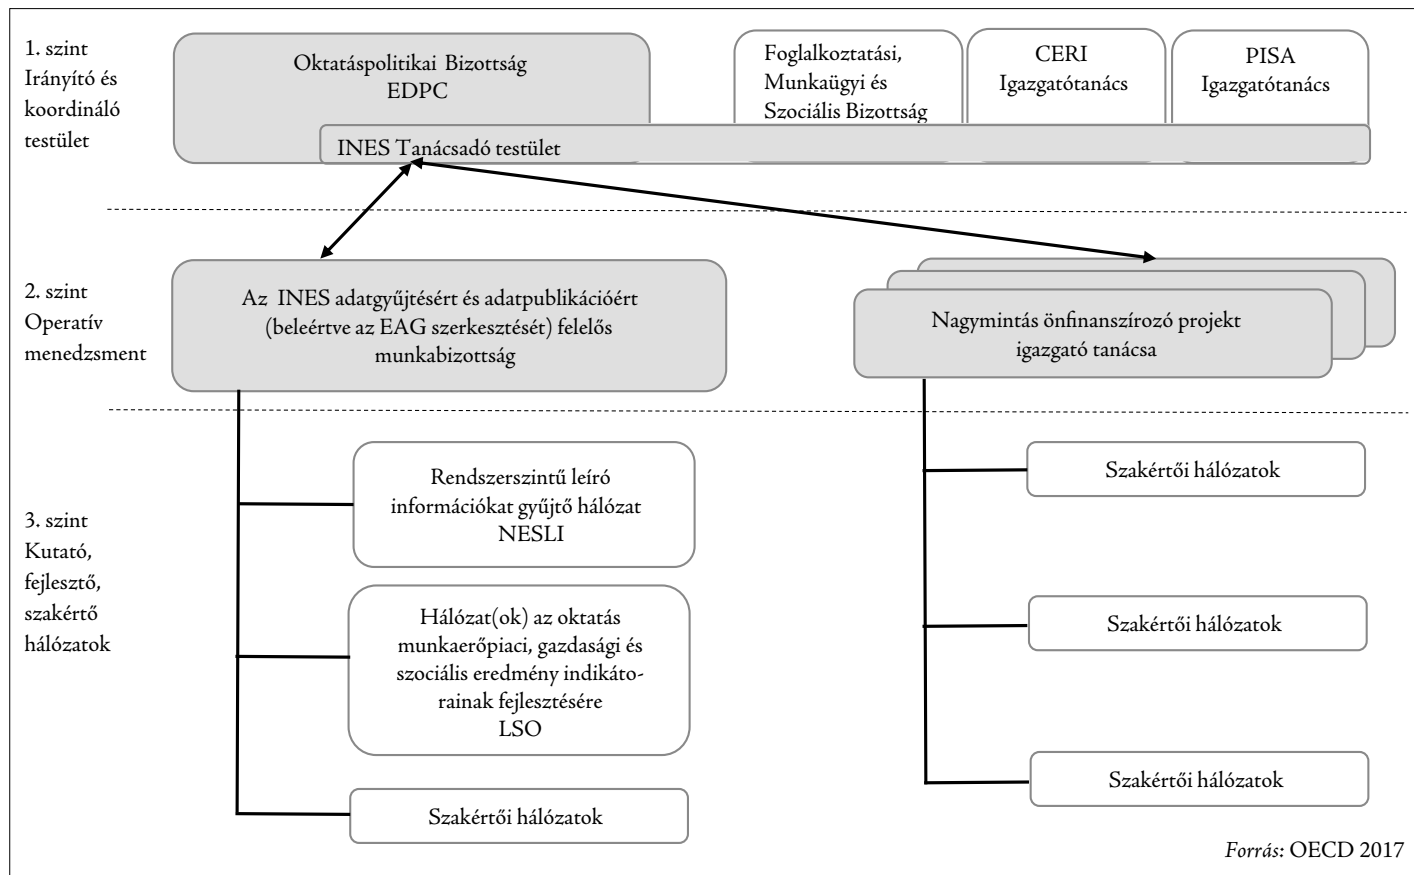 1. szint
Irányító és
koordináló
testület
Oktatáspolitikai Bizottság
EDPC
Foglalkoztatási,
Munkaügyi és
Szociális Bizottság
CERI
Igazgatótanács
PISA
Igazgatótanács
INES Tanácsadó testület
2. szint
Operatív
menedzsment
Az INES adatgyűjtésért és adatpublikációért
(beleértve az EAG szerkesztését) felelős
munkabizottság
Nagymintás önfinanszírozó projekt
igazgató tanácsa
3. szint
Kutató,
fejlesztő,
szakértő
hálózatok
Rendszerszintű leíró
információkat gyűjtő hálózat
NESLI
Hálózat(ok) az oktatás
munkaerőpiaci, gazdasági és
szociális eredmény indikáto-
rainak fejlesztésére
LSO
Szakértői hálózatok
Szakértői hálózatok
Szakértői hálózatok
Szakértői hálózatok
Forrás: OECD 2017